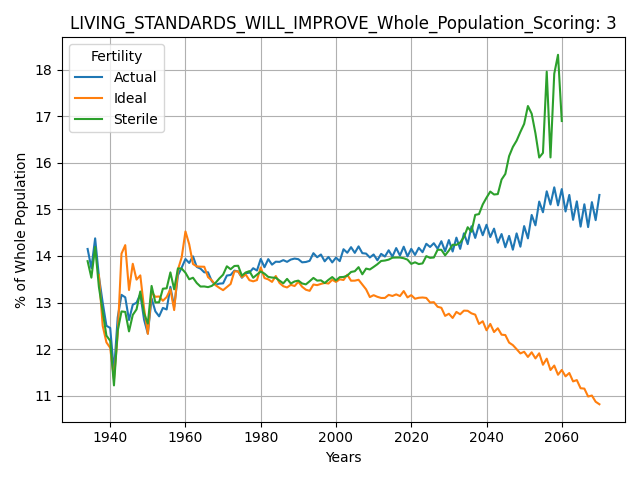 LIVING_STANDARDS_WILL_IMPROVE_Whole_Population_Scoring: 3
Fertility
Actual
Ideal
Sterile
18
17
16
15
14
13
12
11
% of Whole Population
1940
1960
1980
2000
2020
2040
2060
Years